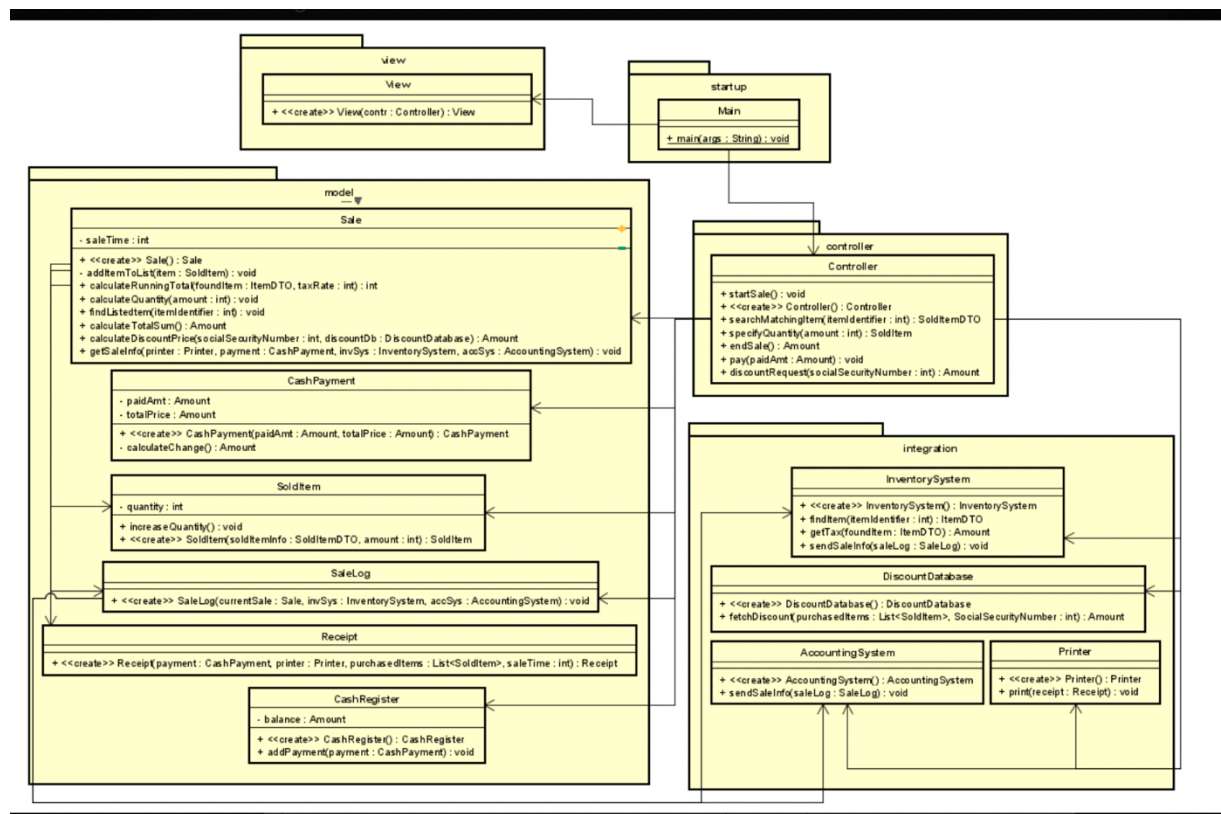 view
View
+ <<create>> View(contr : Controller) : View
startup
Main
+ main(args : String) : void
model
Sale
- saleTime : int
+ <<create>> Sale() : Sale
- addItemToList(item : SoldItem) : void
+ calculateRunningTotal(foundItem : ItemDTO, taxRate : int) : int
+ calculateQuantity(amount : int) : void
+ findListedItem(itemIdentifier : int) : void
+ calculateTotalSum() : Amount
+ calculateDiscountPrice(socialSecurityNumber : int, discountDb : DiscountDatabase) : Amount
+ getSaleInfo(printer : Printer, payment : CashPayment, invSys : InventorySystem, accSys : AccountingSystem) : void
CashPayment
- paidAmt : Amount
- totalPrice : Amount
+ <<create>> CashPayment(paidAmt : Amount, totalPrice : Amount) : CashPayment
- calculateChange() : Amount
SoldItem
- quantity : int
+ increaseQuantity() : void
+ <<create>> SoldItem(soldItemInfo : SoldItemDTO, amount : int) : SoldItem
SaleLog
+ <<create>> SaleLog(currentSale : Sale, invSys : InventorySystem, accSys : AccountingSystem) : void
Receipt
+ <<create>> Receipt(payment : CashPayment, printer : Printer, purchasedItems : List<SoldItem>, saleTime : int) : Receipt
CashRegister
- balance : Amount
+ <<create>> CashRegister() : CashRegister
+ addPayment(payment : CashPayment) : void
controller
Controller
+ startSale() : void
+ <<create>> Controller() : Controller
+ searchMatchingItem(itemIdentifier : int) : SoldItemDTO
+ specifyQuantity(amount : int) : SoldItem
+ endSale() : Amount
+ pay(paidAmt : Amount) : void
+ discountRequest(socialSecurityNumber : int) : Amount
integration
InventorySystem
+ <<create>> InventorySystem() : InventorySystem
+ findItem(itemIdentifier : int) : ItemDTO
+ getTax(foundItem : ItemDTO) : Amount
+ sendSaleInfo(saleLog : SaleLog) : void
DiscountDatabase
+ <<create>> DiscountDatabase() : DiscountDatabase
+ fetchDiscount(purchasedItems : List<SoldItem>, SocialSecurityNumber : int) : Amount
AccountingSystem
+ <<create>> AccountingSystem() : AccountingSystem
+ sendSaleInfo(saleLog : SaleLog) : void
Printer
+ <<create>> Printer() : Printer
+ print(receipt : Receipt) : void